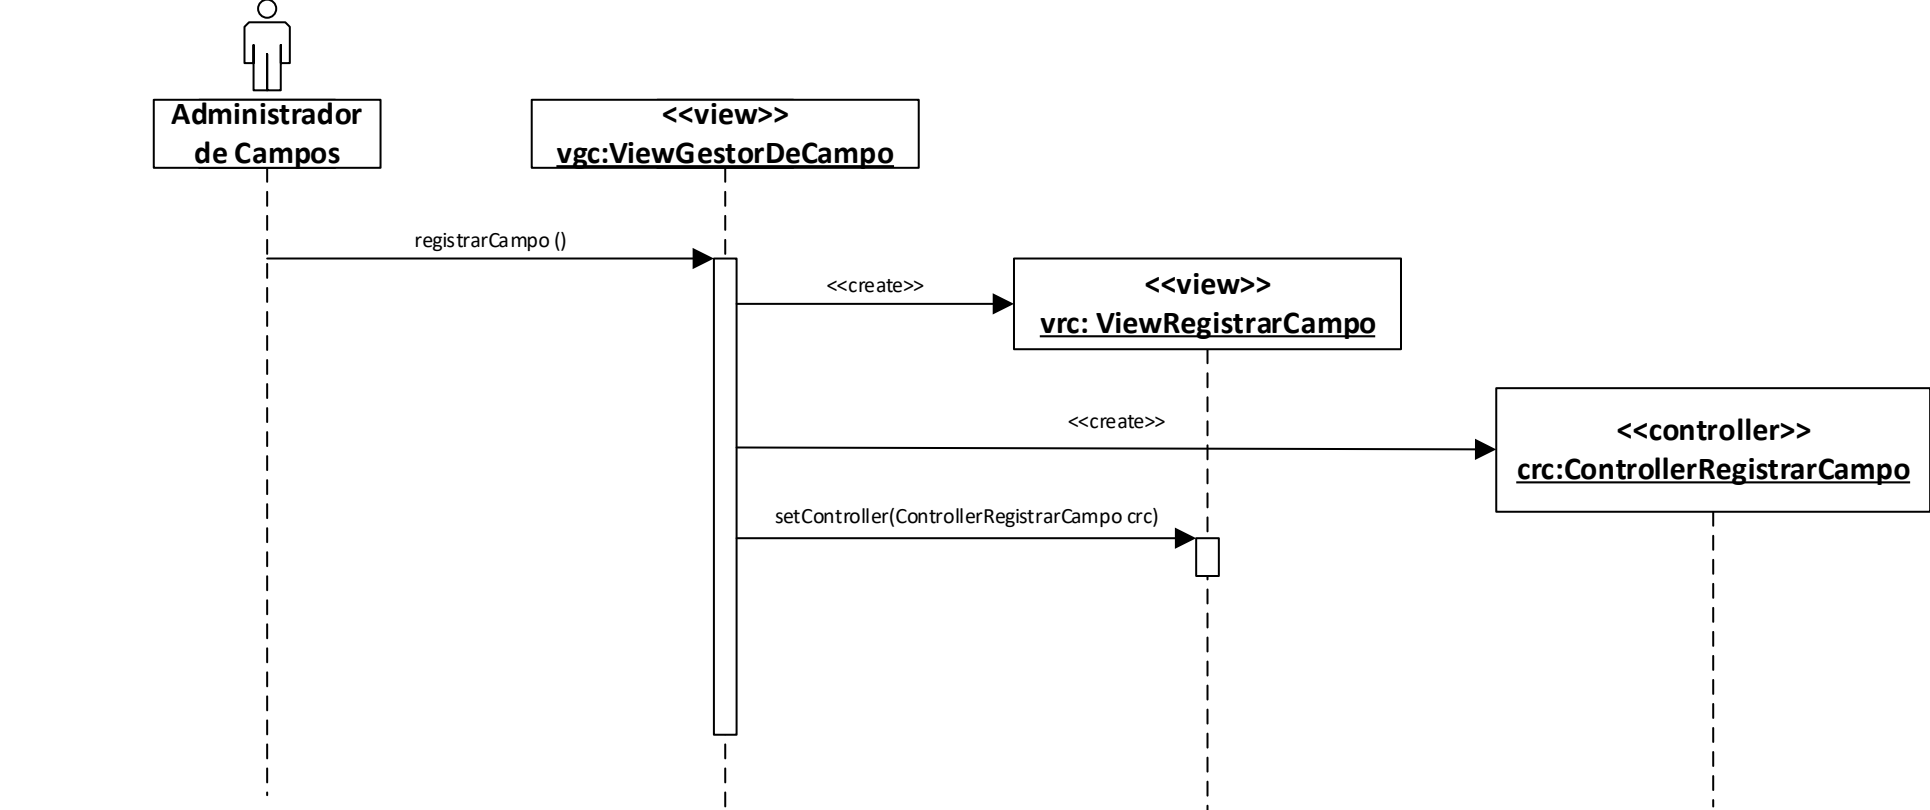 Administrador
de Campos
<<view>>
vgc:ViewGestorDeCampo
registrarCampo ()
<<create>>
<<view>>
vrc: ViewRegistrarCampo
<<create>>
<<controller>>
crc:ControllerRegistrarCampo
setController(ControllerRegistrarCampo crc)